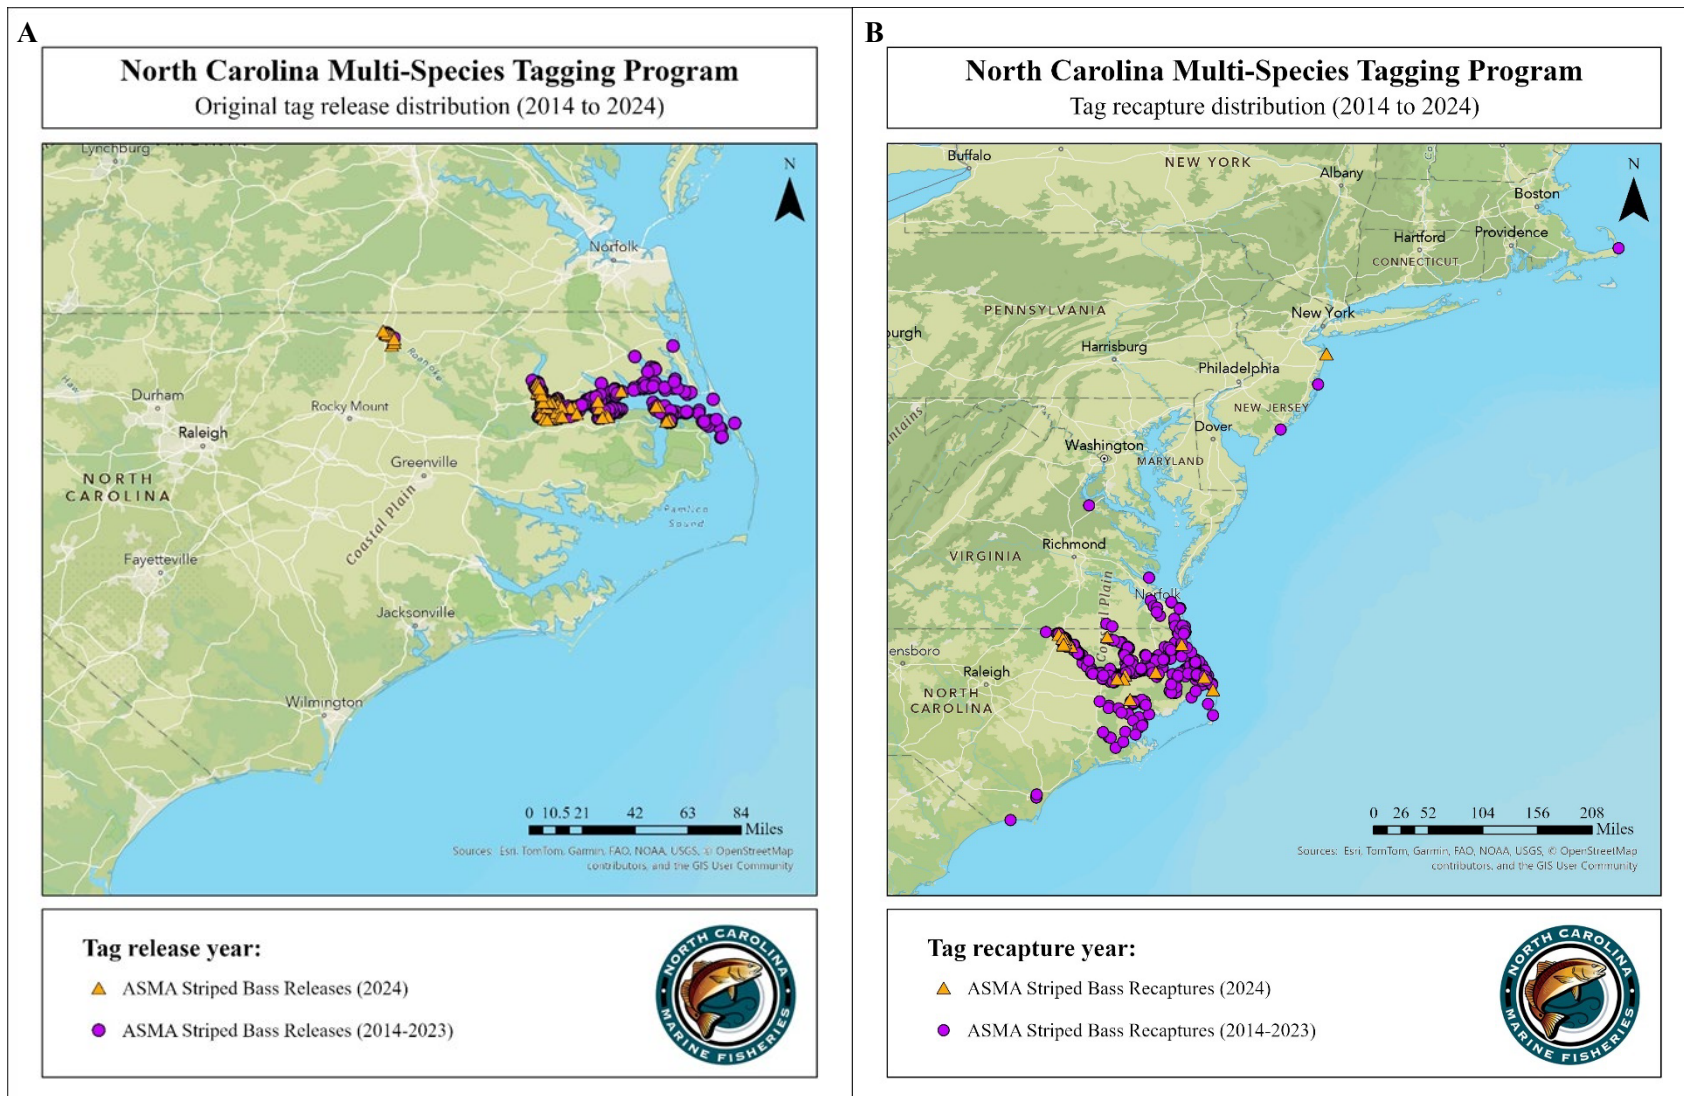 A
North Carolina Multi-Species Tagging Program
Original tag release distribution (2014 to 2024)
Lynchburg
N
Norfolk
Roanoke
Haw
Durham
Rocky Mount
Raleigh
Greenville
NORTH
CAROLINA
Coastal Plain
Pamlico
Sound
Fayetteville
Jacksonville
Wilmington
0 10.5 21 42 63 84
Miles
Sources: Esri, TomTom, Garmin, FAO, NOAA, USGS, © OpenStreetMap
contributors, and the GIS User Community
Tag release year:
ASMA Striped Bass Releases (2024)
ASMA Striped Bass Releases (2014-2023)
NORTH CAROLINA
MARINE FISHERIES
B
North Carolina Multi-Species Tagging Program
Tag recapture distribution (2014 to 2024)
Buffalo
NEW YORK
Albany
N
Boston
Hartford
Providence
CONNECTICUT
PENNSYLVANIA
New York
burgh
Harrisburg
Philadelphia
NEW JERSEY
untains
Dover
Washington
MARYLAND
Richmond
VIRGINIA
Coastal Plain
Norfolk
ensboro
Raleigh
NORTH
CAROLINA
0 26 52 104 156 208
Miles
Sources: Esri, TomTom, Garmin, FAO, NOAA, USGS, © OpenStreetMap
contributors, and the GIS User Community
Tag recapture year:
ASMA Striped Bass Recaptures (2024)
ASMA Striped Bass Recaptures (2014-2023)
NORTH CAROLINA
MARINE FISHERIES